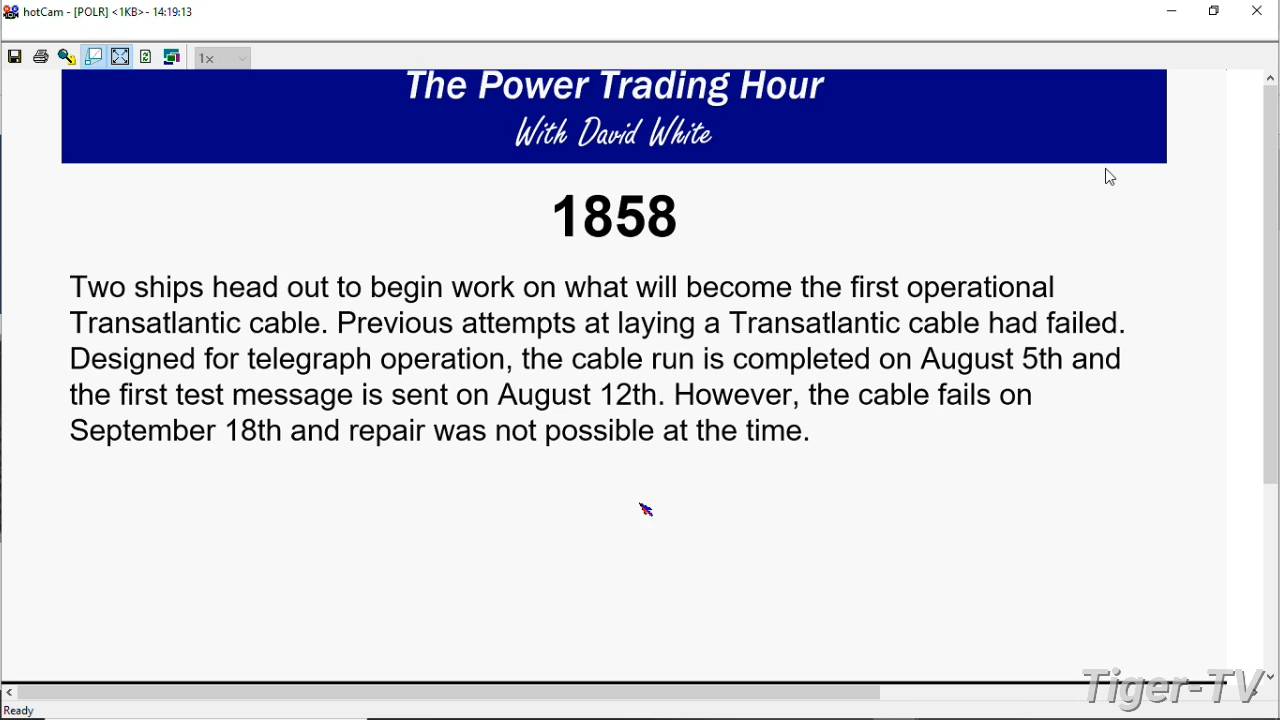 hotCam - [POLR] <1KB> - 14:19:13
1x
The Power Trading Hour
With David White
1858
Two ships head out to begin work on what will become the first operational
Transatlantic cable. Previous attempts at laying a Transatlantic cable had failed.
Designed for telegraph operation, the cable run is completed on August 5th and
the first test message is sent on August 12th. However, the cable fails on
September 18th and repair was not possible at the time.
Tiger-TV
Ready